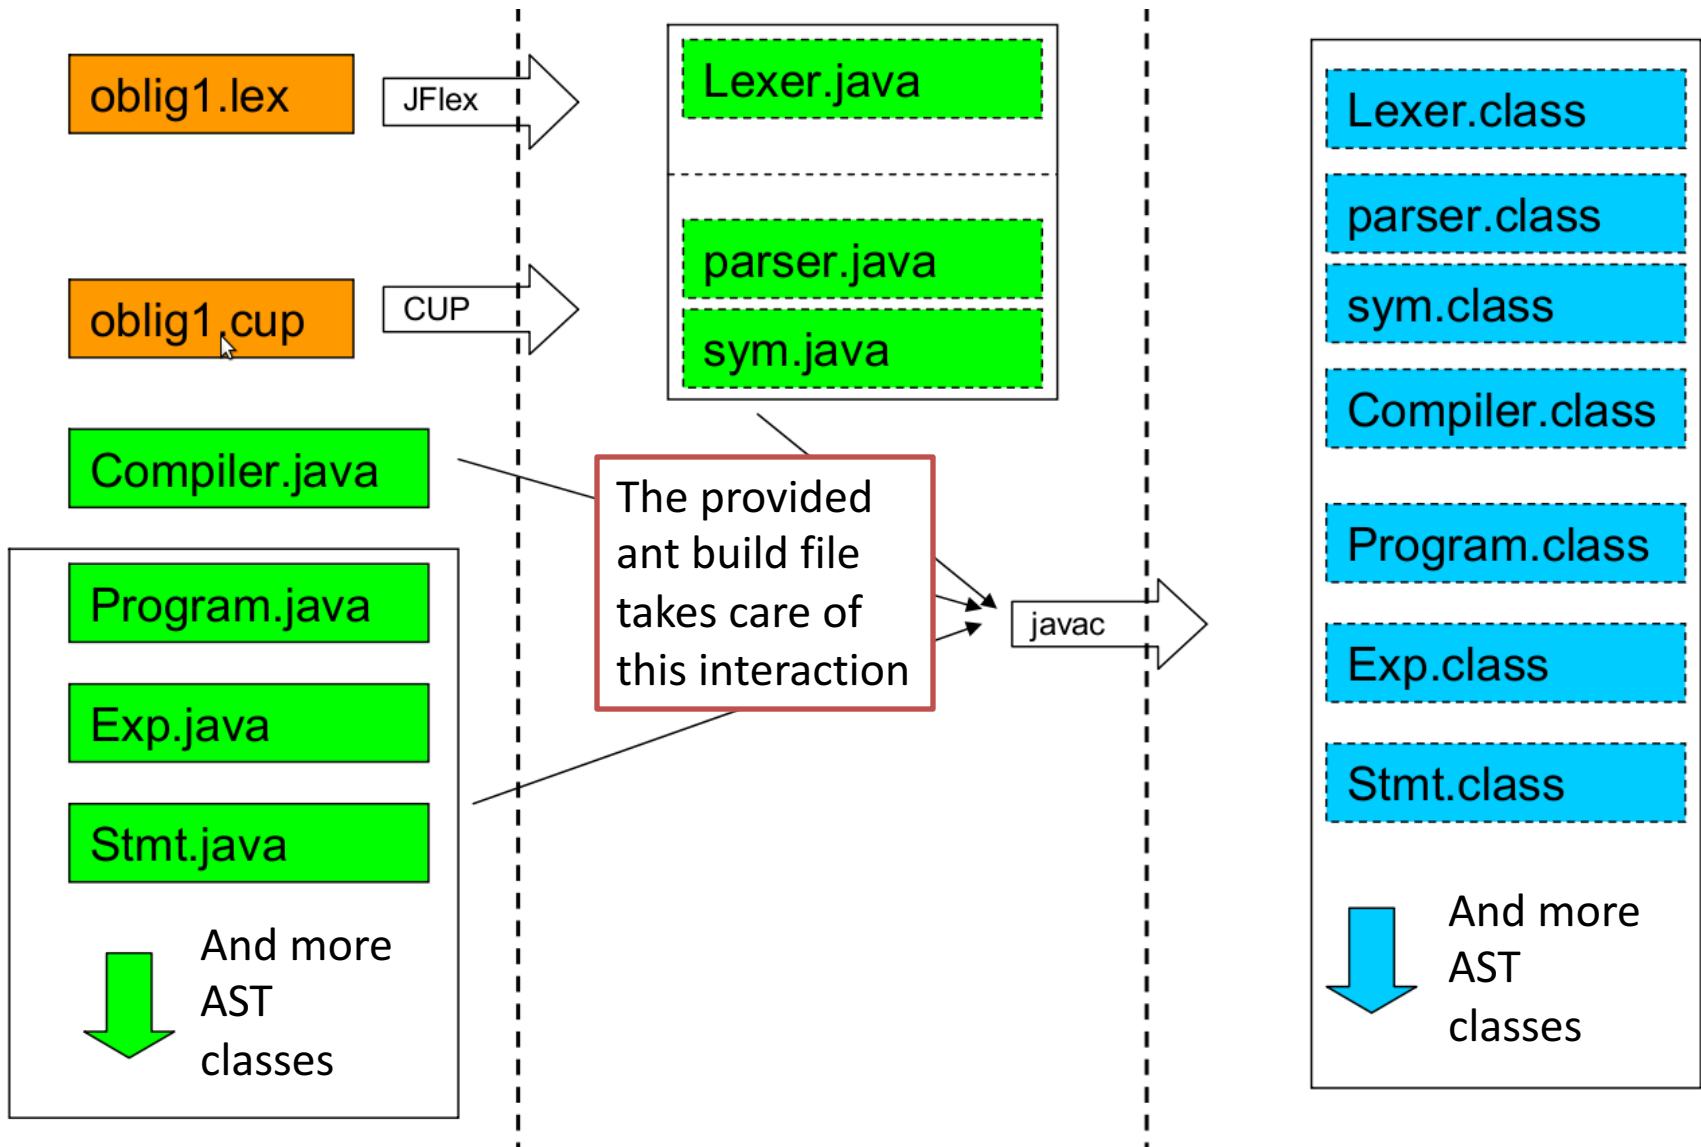 oblig1.lex
JFlex
oblig1.cup
CUP
Compiler.java
Program.java
Exp.java
Stmt.java
And more
AST
classes
Lexer.java
parser.java
sym.java
The provided
ant build file
takes care of
this interaction
javac
Lexer.class
parser.class
sym.class
Compiler.class
Program.class
Exp.class
Stmt.class
And more
AST
classes